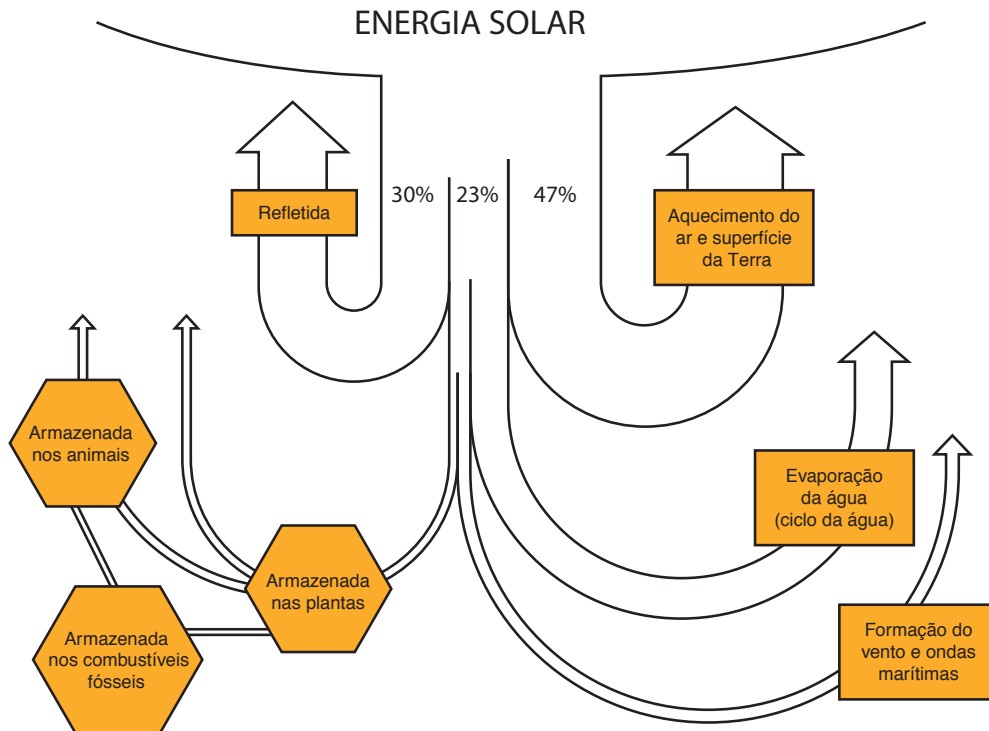 ENERGIA SOLAR
30%
23%
47%
Refletida
Aquecimento do
ar e superfície
da Terra
Armazenada
nos animais
Evaporação
da água
(ciclo da água)
Armazenada
nas plantas
Armazenada
nos combustíveis
fósseis
Formação do
vento e ondas
marítimas